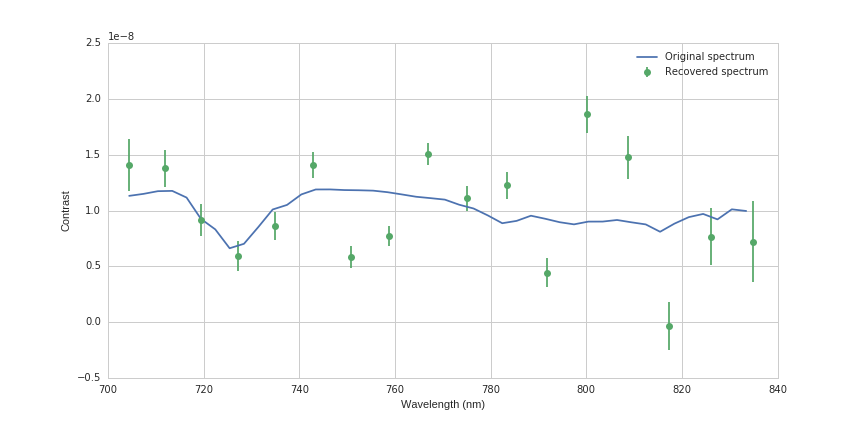 1e−8
2.5
2.0
1.5
1.0
0.5
0.0
−0.5
Contrast
Original spectrum
Recovered spectrum
700 720 740 760 780 800 820 840
Wavelength (nm)